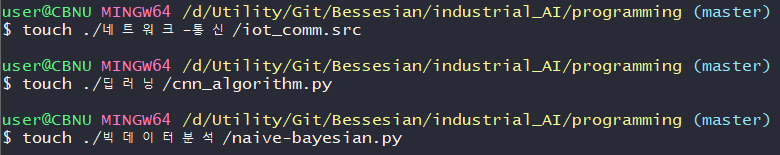 user@CBNU MINGW64 /d/Utility/Git/Bessesian/industrial_AI/programming (master)
$ touch ./네트워크-통신/iot_comm.src
user@CBNU MINGW64 /d/Utility/Git/Bessesian/industrial_AI/programming (master)
$ touch ./딥러닝/cnn_algorithm.py
user@CBNU MINGW64 /d/Utility/Git/Bessesian/industrial_AI/programming (master)
$ touch ./빅데이터분석/naive-bayesian.py